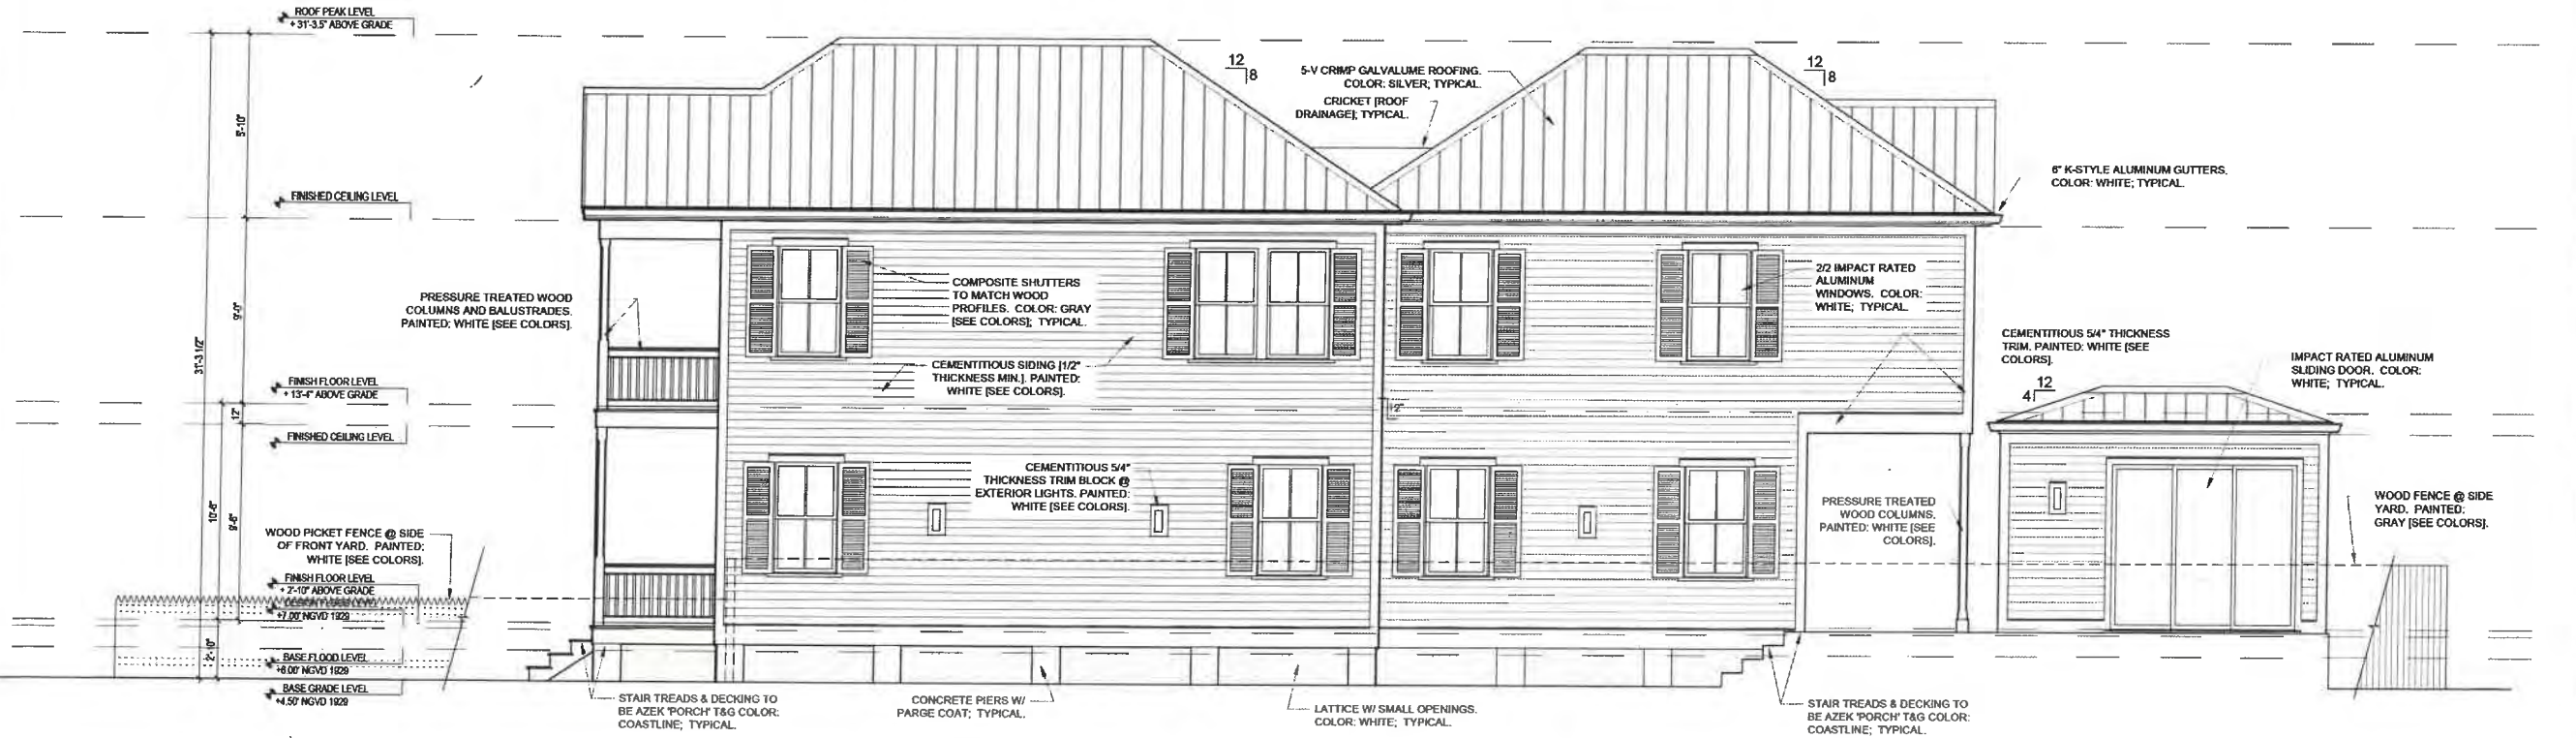 ROOF PEAK LEVEL
+ 31'-3.5" ABOVE GRADE
5'-10"
FINISHED CEILING LEVEL
9'-0"
31'-3 1/2"
FINISH FLOOR LEVEL
+ 13'-4" ABOVE GRADE
12"
FINISHED CEILING LEVEL
10'-6"
9'-6"
WOOD PICKET FENCE @ SIDE
OF FRONT YARD. PAINTED:
WHITE [SEE COLORS].
FINISH FLOOR LEVEL
+ 2'-10" ABOVE GRADE
+7.00' NGVD 1929
2'-10"
BASE FLOOD LEVEL
+6.00' NGVD 1929
BASE GRADE LEVEL
+4.50' NGVD 1929
PRESSURE TREATED WOOD
COLUMNS AND BALUSTRADES.
PAINTED; WHITE [SEE COLORS].
COMPOSITE SHUTTERS
TO MATCH WOOD
PROFILES. COLOR: GRAY
[SEE COLORS]; TYPICAL.
CEMENTITIOUS SIDING [1/2"
THICKNESS MIN.]. PAINTED:
WHITE [SEE COLORS].
CEMENTITIOUS 5/4"
THICKNESS TRIM BLOCK @
EXTERIOR LIGHTS. PAINTED:
WHITE [SEE COLORS].
STAIR TREADS & DECKING TO
BE AZEK 'PORCH' T&G COLOR:
COASTLINE; TYPICAL.
CONCRETE PIERS W/
PARGE COAT; TYPICAL.
LATTICE W/ SMALL OPENINGS.
COLOR: WHITE; TYPICAL.
12
8
5-V CRIMP GALVALUME ROOFING.
COLOR: SILVER; TYPICAL.
CRICKET [ROOF
DRAINAGE]; TYPICAL.
12
8
6" K-STYLE ALUMINUM GUTTERS.
COLOR: WHITE; TYPICAL.
2/2 IMPACT RATED
ALUMINUM
WINDOWS. COLOR:
WHITE; TYPICAL.
2"
CEMENTITIOUS 5/4" THICKNESS
TRIM. PAINTED: WHITE [SEE
COLORS].
12
4
IMPACT RATED ALUMINUM
SLIDING DOOR. COLOR:
WHITE; TYPICAL.
PRESSURE TREATED
WOOD COLUMNS.
PAINTED: WHITE [SEE
COLORS].
WOOD FENCE @ SIDE
YARD. PAINTED:
GRAY [SEE COLORS].
STAIR TREADS & DECKING TO
BE AZEK 'PORCH' T&G COLOR:
COASTLINE; TYPICAL.